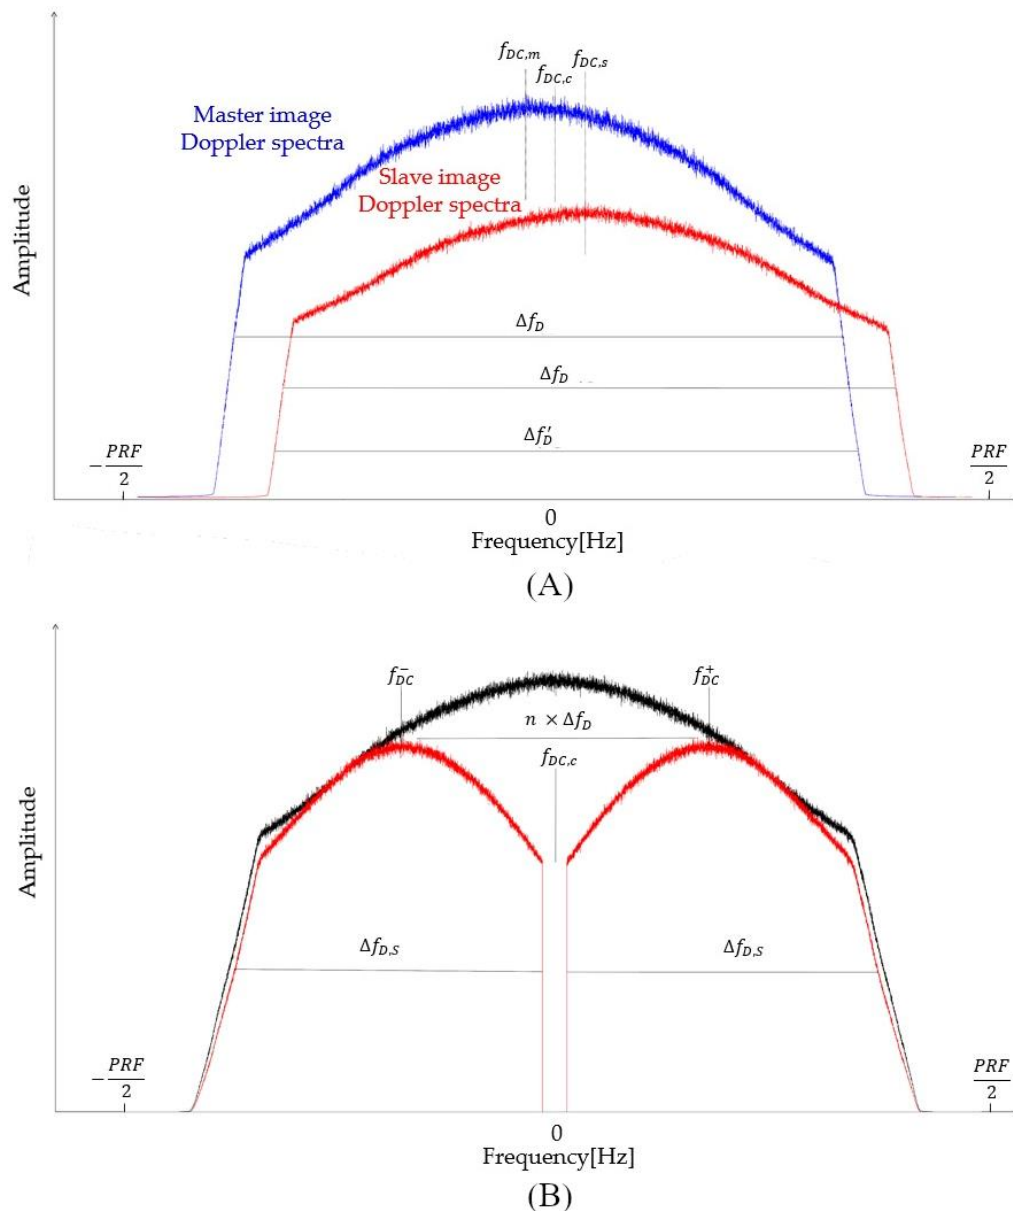 f_{DC,m}
f_{DC,c}
f_{DC,s}
Master image
Doppler spectra
Slave image
Doppler spectra
Amplitude
Δf_D
Δf_D
Δf'_D
−PRF/2
PRF/2
0
Frequency[Hz]
(A)
f_{DC}^-
f_{DC}^+
n × Δf_D
f_{DC,c}
Amplitude
Δf_{D,S}
Δf_{D,S}
−PRF/2
PRF/2
0
Frequency[Hz]
(B)